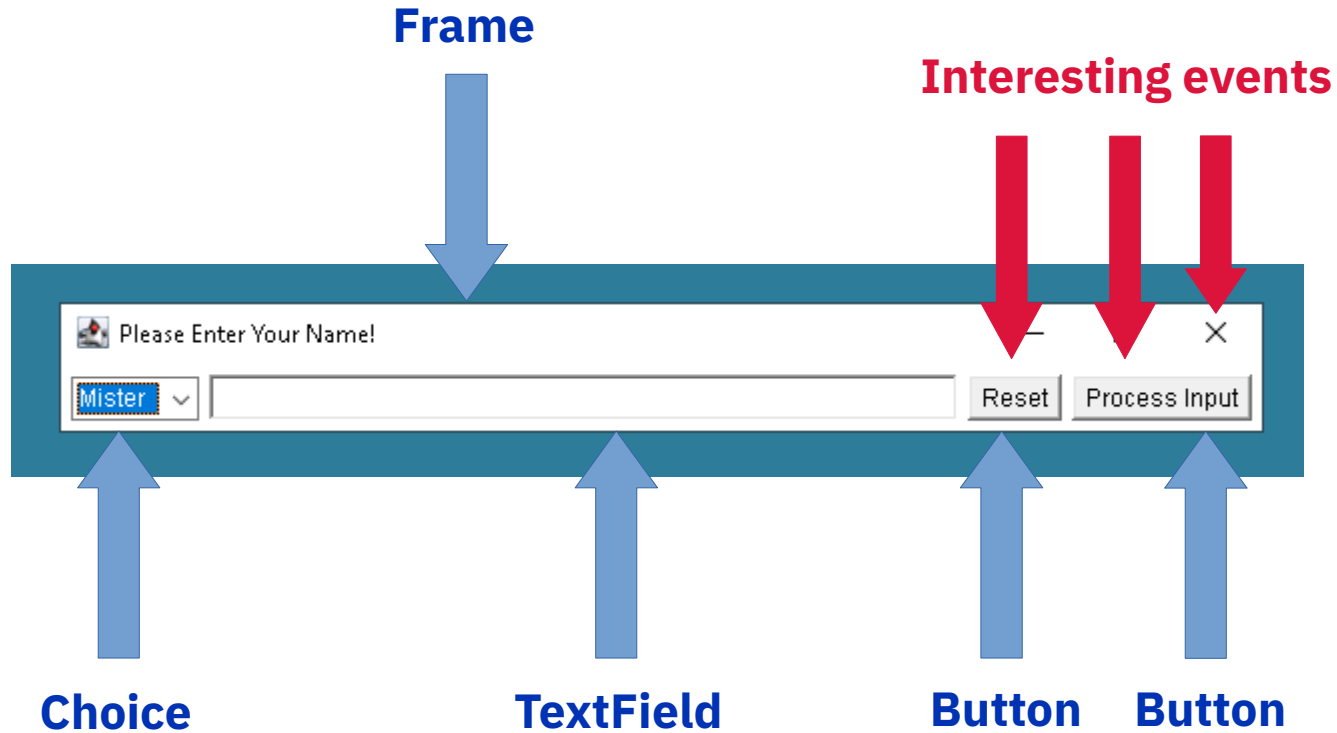 Frame
Interesting events
Please Enter Your Name!
Mister
Reset
Process Input
Choice
TextField
Button
Button